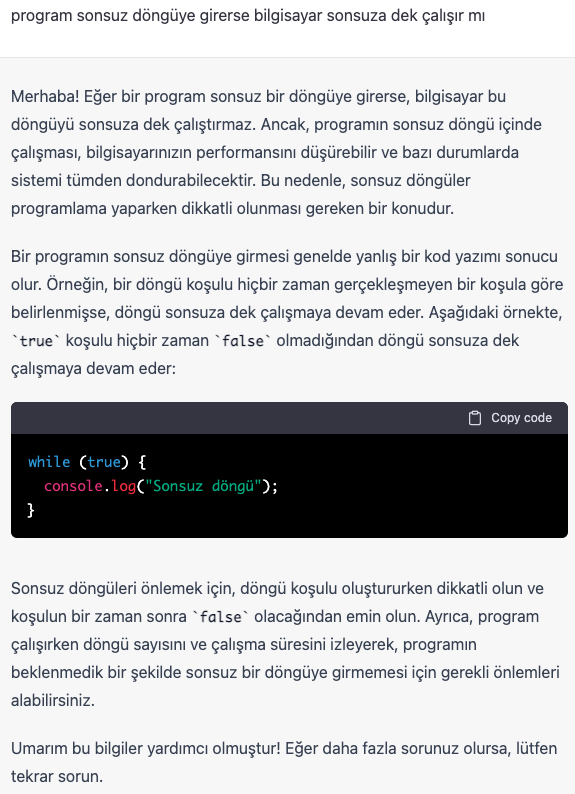 program sonsuz döngüye girerse bilgisayar sonsuza dek çalışır mı
Merhaba! Eğer bir program sonsuz bir döngüye girerse, bilgisayar bu
döngüyü sonsuza dek çalıştırmaz. Ancak, programın sonsuz döngü içinde
çalışması, bilgisayarınızın performansını düşürebilir ve bazı durumlarda
sistemi tümden dondurabilecektir. Bu nedenle, sonsuz döngüler
programlama yaparken dikkatli olunması gereken bir konudur.
Bir programın sonsuz döngüye girmesi genelde yanlış bir kod yazımı sonucu
olur. Örneğin, bir döngü koşulu hiçbir zaman gerçekleşmeyen bir koşula göre
belirlenmişse, döngü sonsuza dek çalışmaya devam eder. Aşağıdaki örnekte,
`true` koşulu hiçbir zaman `false` olmadığından döngü sonsuza dek
çalışmaya devam eder:
Copy code
while (true) {
  console.log("Sonsuz döngü");
}
Sonsuz döngüleri önlemek için, döngü koşulu oluştururken dikkatli olun ve
koşulun bir zaman sonra `false` olacağından emin olun. Ayrıca, program
çalışırken döngü sayısını ve çalışma süresini izleyerek, programın
beklenmedik bir şekilde sonsuz bir döngüye girmemesi için gerekli önlemleri
alabilirsiniz.
Umarım bu bilgiler yardımcı olmuştur! Eğer daha fazla sorunuz olursa, lütfen
tekrar sorun.